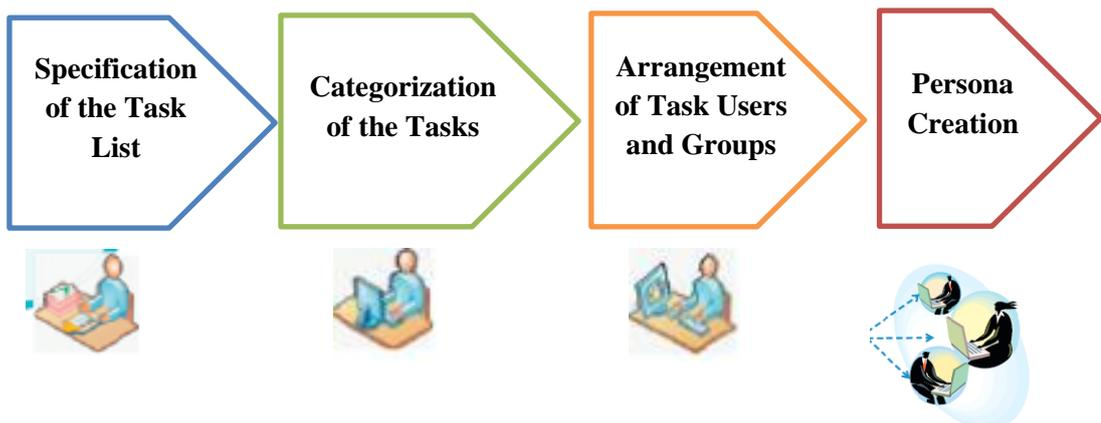 Specification
of the Task
List
Categorization
of the Tasks
Arrangement
of Task Users
and Groups
Persona
Creation